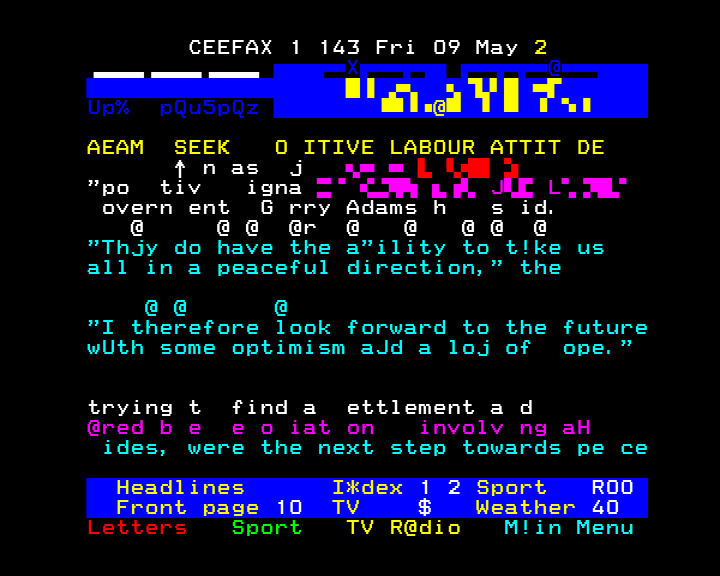 CEEFAX 1 143 Fri 09 May 2
Up% pQu5pQz
AEAM SEEK O ITIVE LABOUR ATTIT DE
↑ n as j
"po tiv igna
overn ent G rry Adams h s id.
@ @ @ @r @ @ @ @ @
"Thjy do have the a"ility to t!ke us
all in a peaceful direction," the
@ @ @
"I therefore look forward to the future
wUth some optimism aJd a loj of ope."
trying t find a ettlement a d
@red b e e o iat on involv ng aH
ides, were the next step towards pe ce
Headlines I*dex 1 2 Sport R00
Front page 10 TV $ Weather 40
Letters Sport TV R@dio M!in Menu